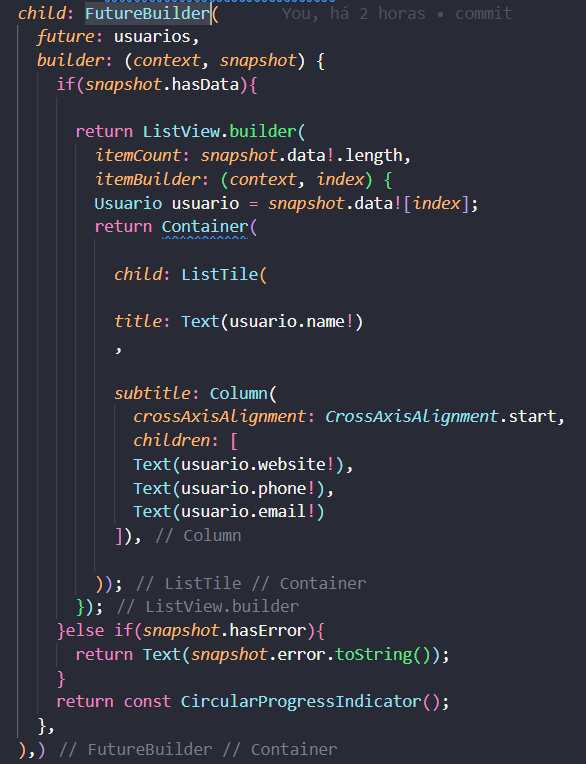 child: FutureBuilder(      You, há 2 horas • commit
  future: usuarios,
  builder: (context, snapshot) {
    if(snapshot.hasData){

      return ListView.builder(
        itemCount: snapshot.data!.length,
        itemBuilder: (context, index) {
        Usuario usuario = snapshot.data![index];
        return Container(

          child: ListTile(

          title: Text(usuario.name!)
          ,

          subtitle: Column(
            crossAxisAlignment: CrossAxisAlignment.start,
            children: [
            Text(usuario.website!),
            Text(usuario.phone!),
            Text(usuario.email!)
          ]), // Column

        )); // ListTile // Container
      }); // ListView.builder
    }else if(snapshot.hasError){
      return Text(snapshot.error.toString());
    }
    return const CircularProgressIndicator();
  },
),) // FutureBuilder // Container